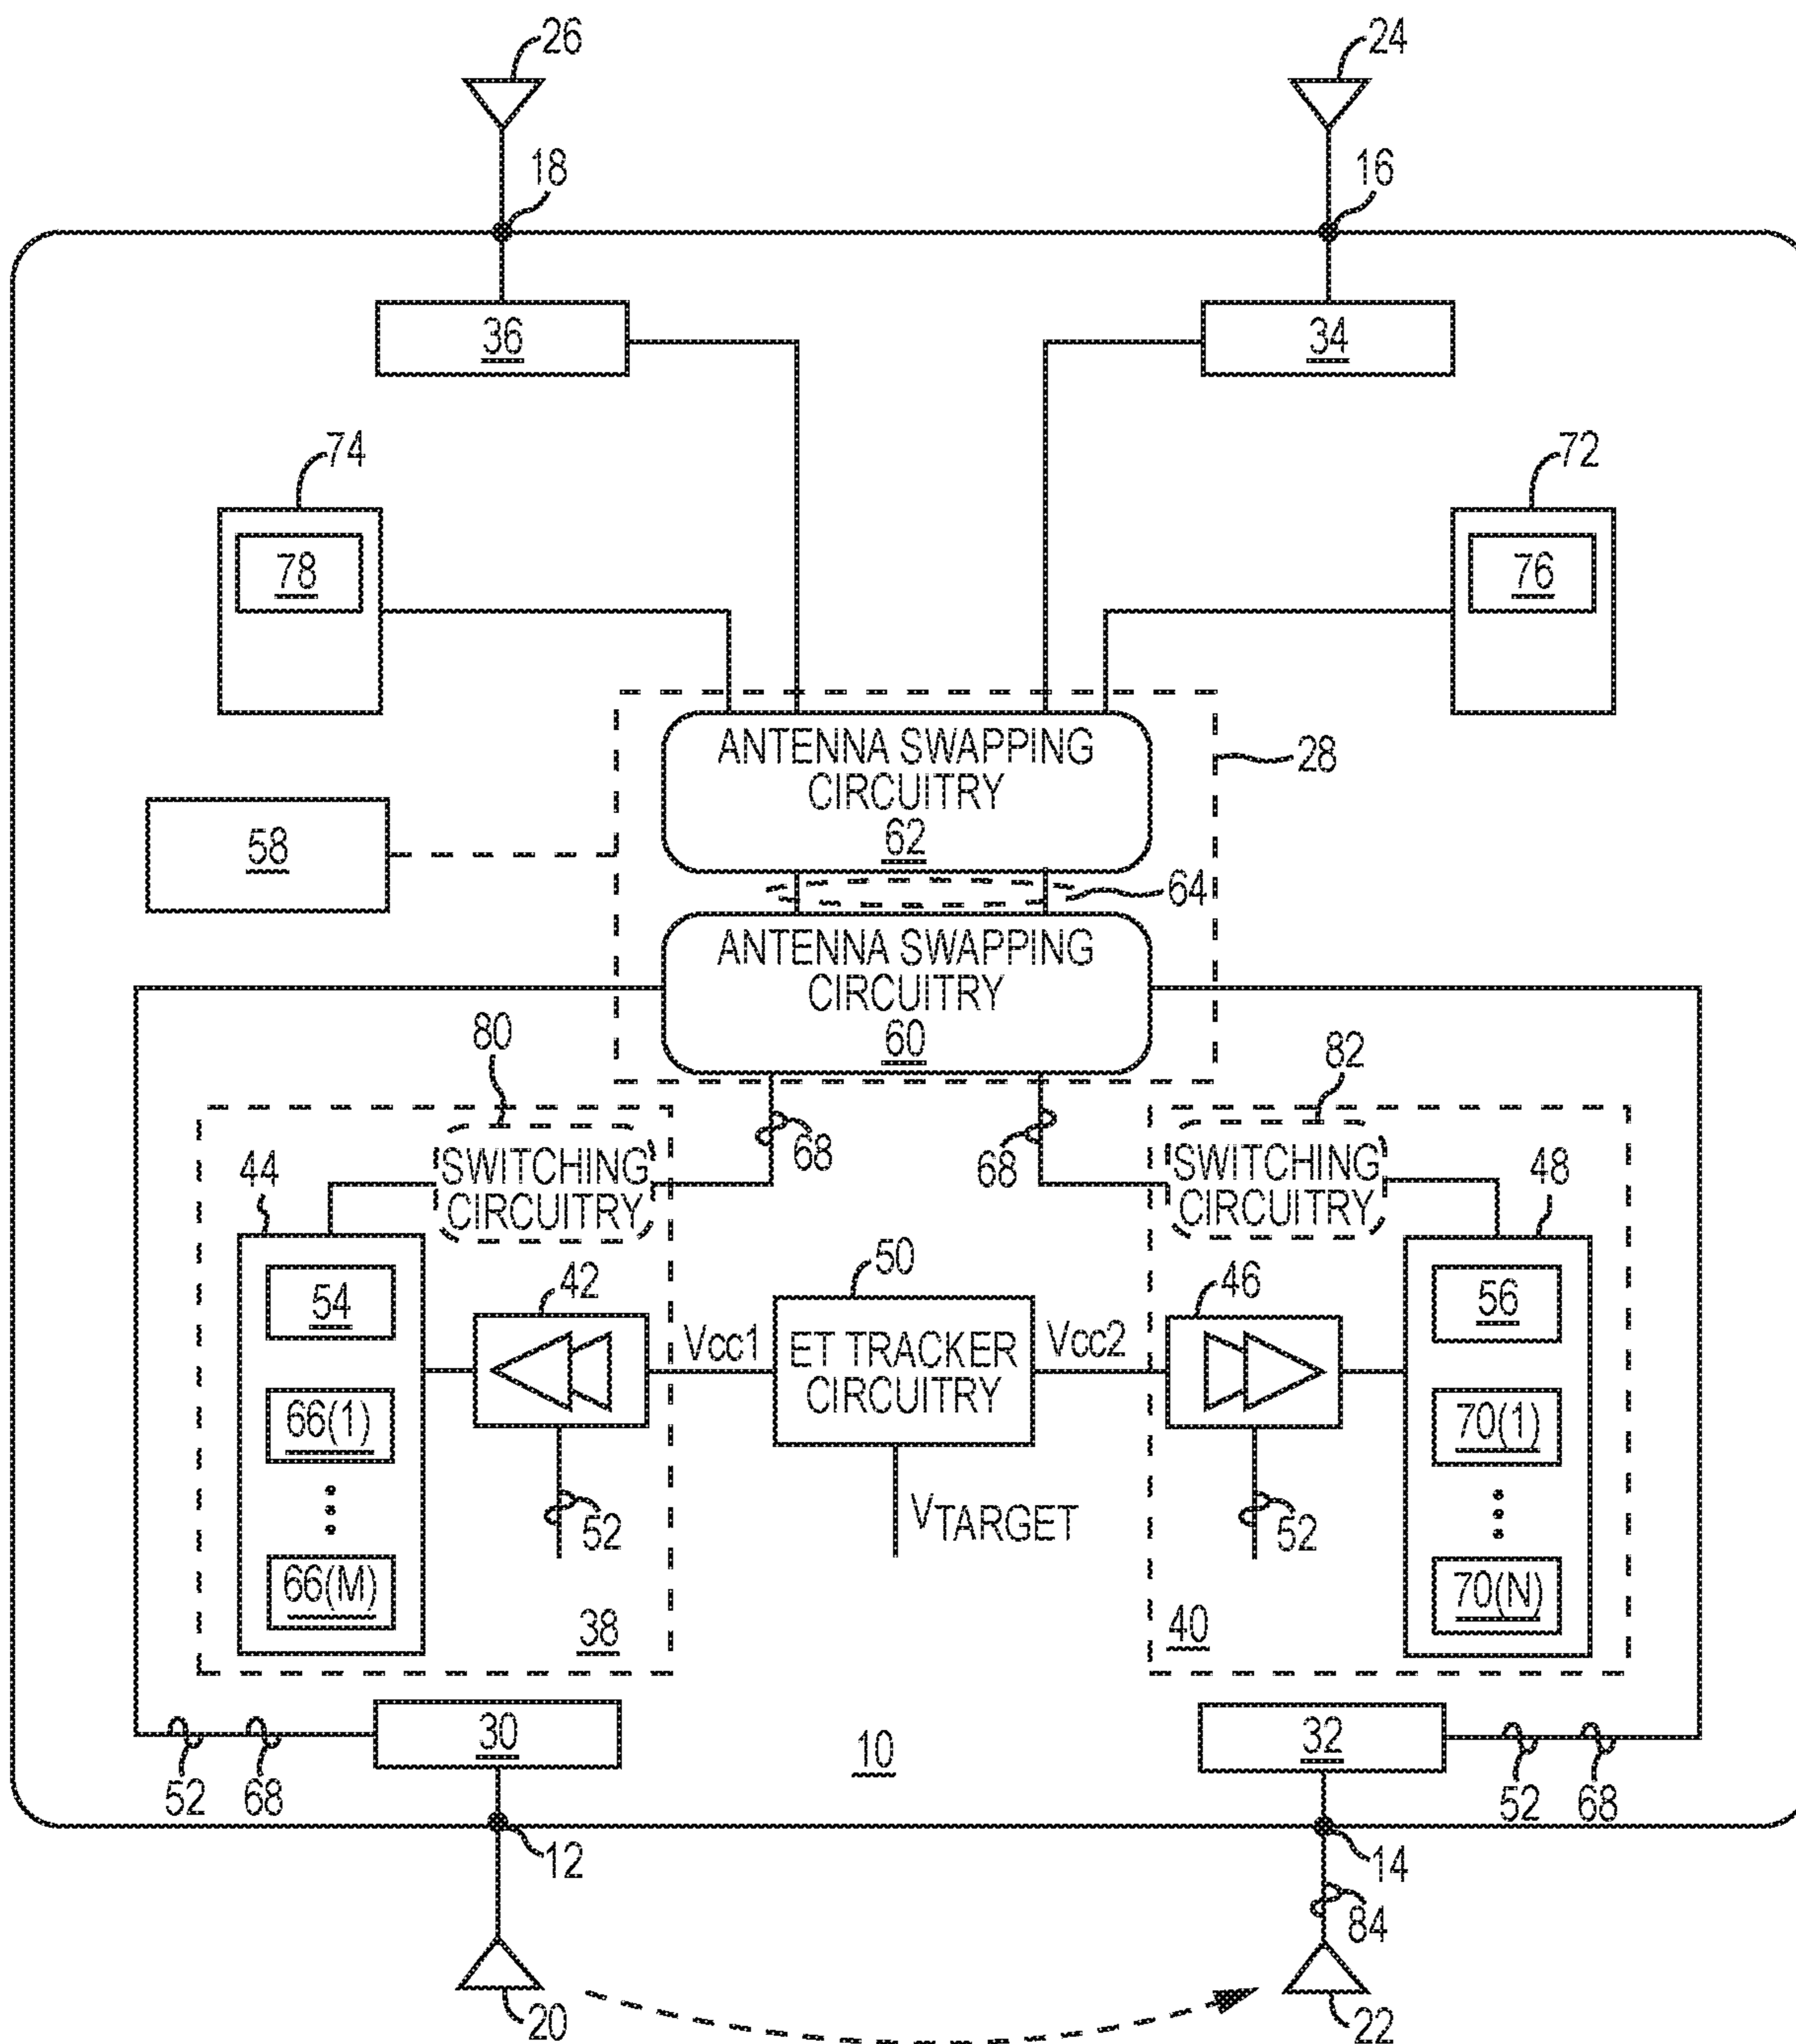 26
24
18
16
36
34
74
72
78
76
ANTENNA SWAPPING
CIRCUITRY
62
28
58
64
ANTENNA SWAPPING
CIRCUITRY
60
80
82
68
68
SWITCHING
CIRCUITRY
SWITCHING
CIRCUITRY
44
48
50
42
46
54
56
Vcc1
ET TRACKER
CIRCUITRY
Vcc2
66(1)
70(1)
52
VTARGET
52
66(M)
70(N)
38
40
30
32
10
52
68
52
68
12
14
84
20
22